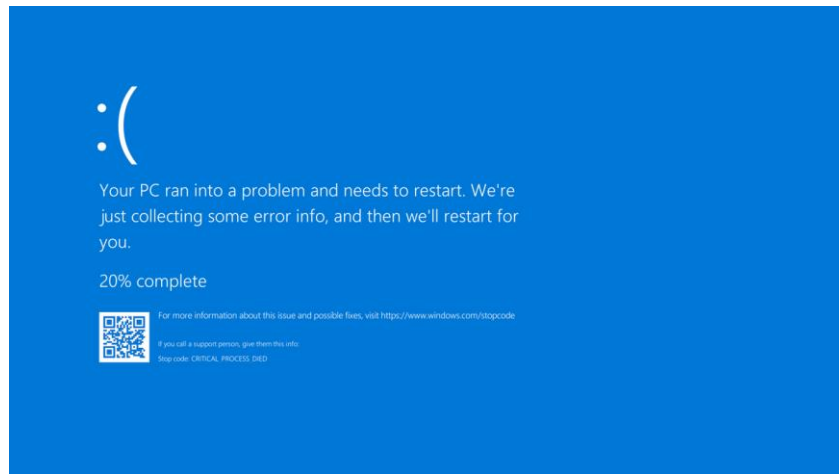 :(
Your PC ran into a problem and needs to restart. We're
just collecting some error info, and then we'll restart for
you.
20% complete
For more information about this issue and possible fixes, visit https://www.windows.com/stopcode
If you call a support person, give them this info:
Stop code: CRITICAL_PROCESS_DIED